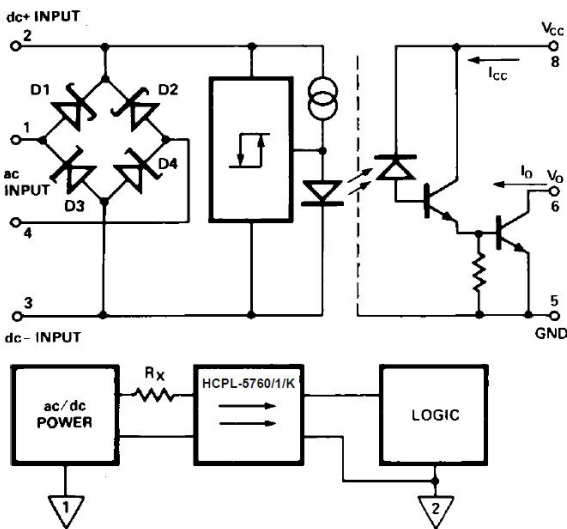 dc+ INPUT
2
D1
D2
1
ac
INPUT
D4
D3
4
3
dc– INPUT
VCC
8
ICC
IO
VO
6
5
GND
RX
HCPL-5760/1/K
ac/dc
POWER
LOGIC
1
2